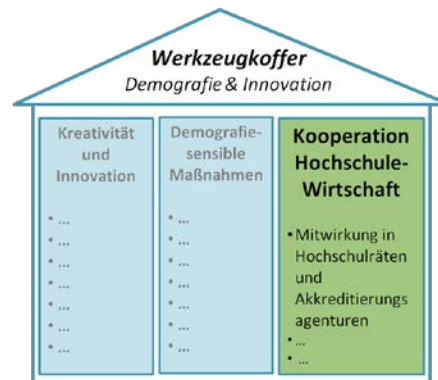 Werkzeugkoffer
Demografie & Innovation
Kreativität
und
Innovation
• ...
• ...
• ...
• ...
• ...
• ...
• ...
Demografie-
sensible
Maßnahmen
• ...
• ...
• ...
• ...
• ...
• ...
• ...
Kooperation
Hochschule-
Wirtschaft
• Mitwirkung in
Hochschulräten
und
Akkreditierungs
agenturen
• ...
• ...